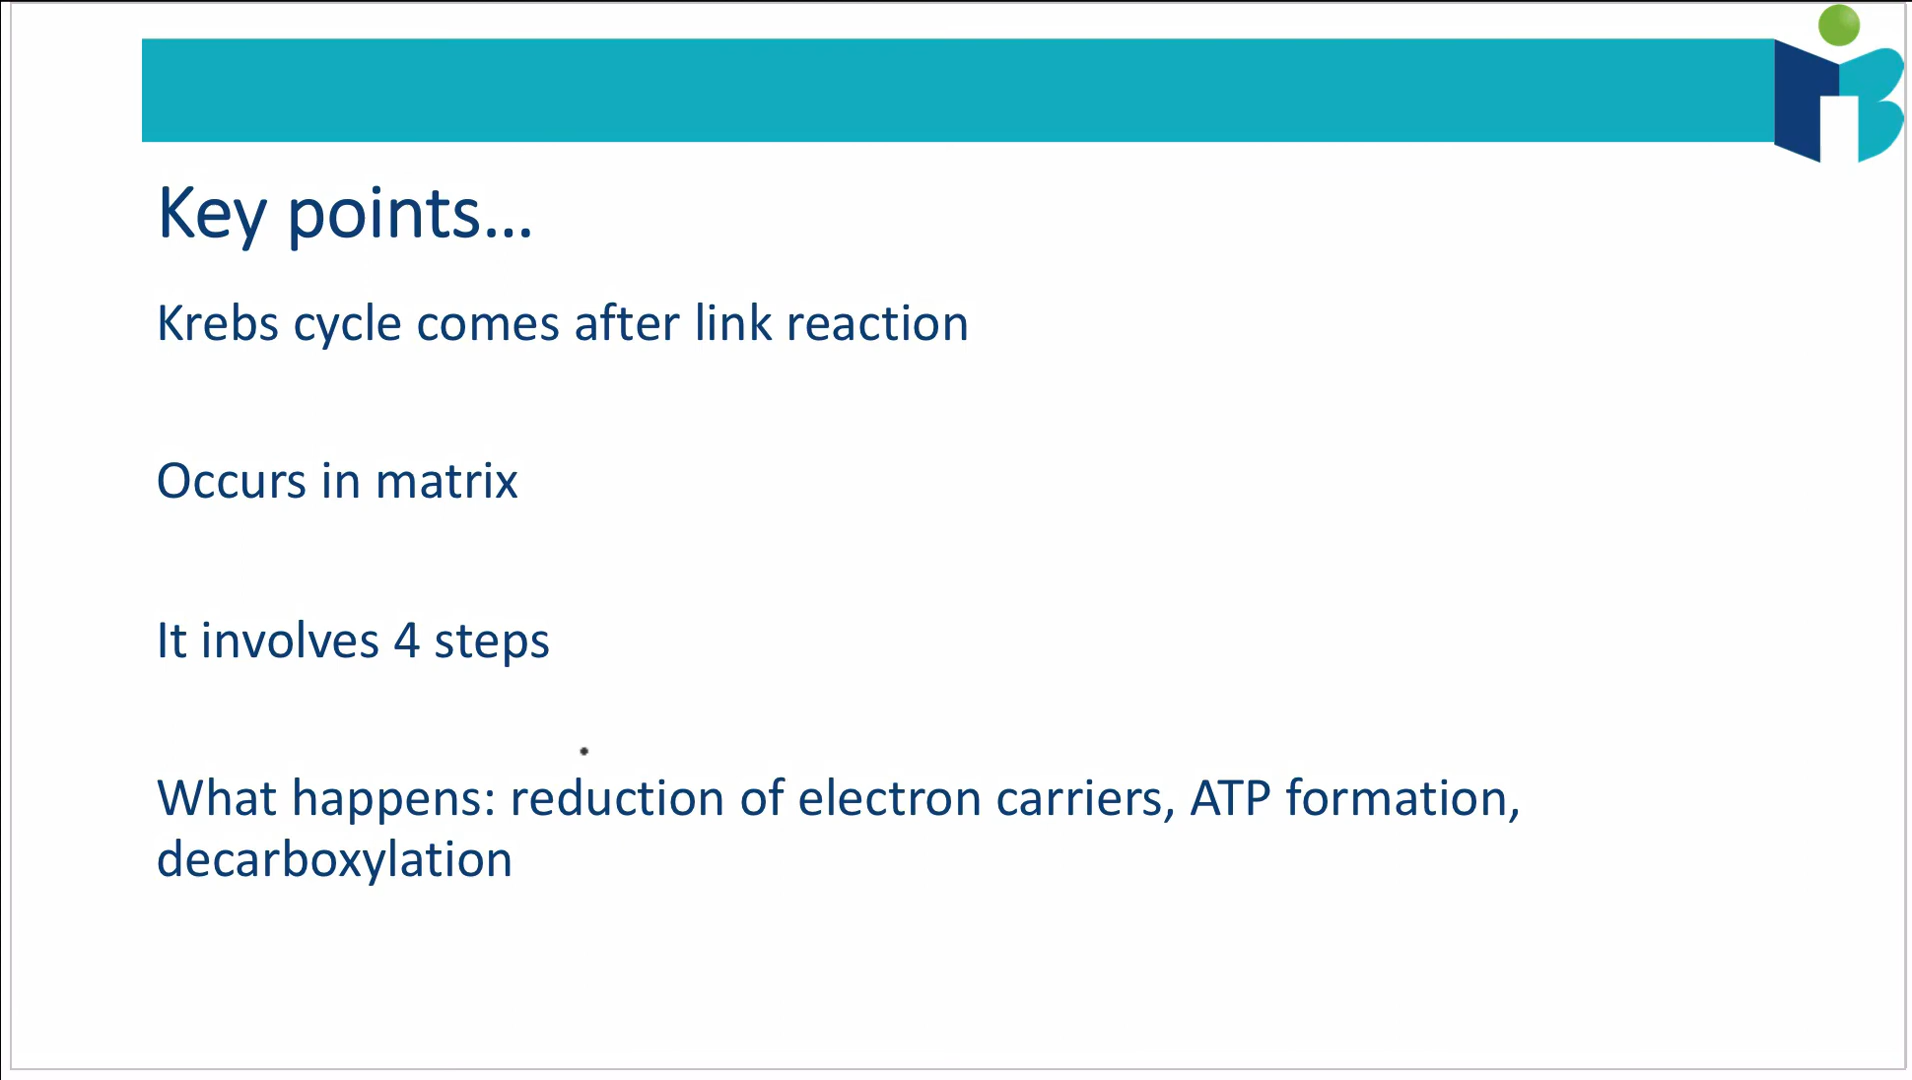 Key points...
Krebs cycle comes after link reaction
Occurs in matrix
It involves 4 steps
What happens: reduction of electron carriers, ATP formation,
decarboxylation